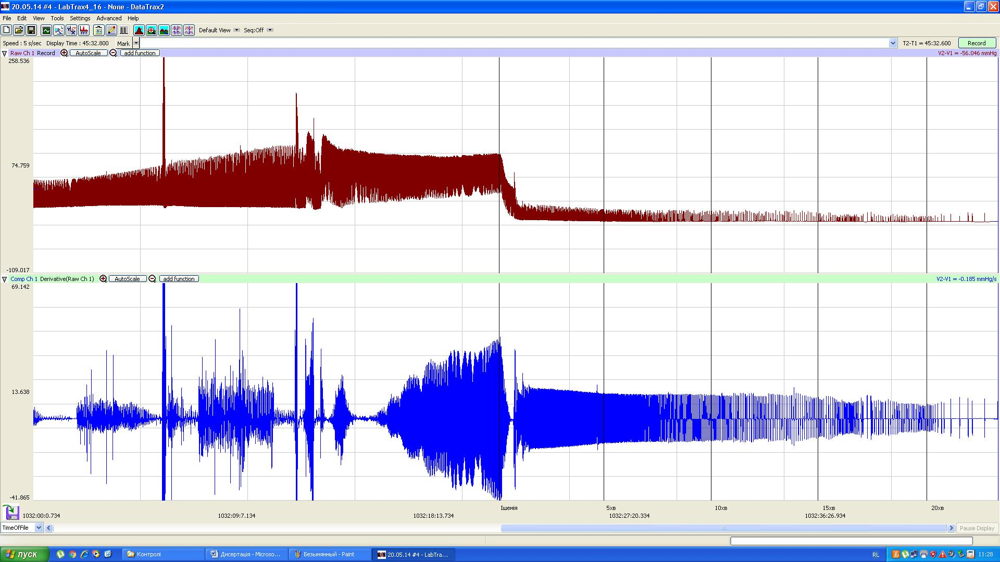 20.05.14 #4 - LabTrax4_16 - None - DataTrax2
File Edit View Tools Settings Advanced Help
Default View Seq:Off
Speed : 5 s/sec Display Time : 45:32.800 Mark T2-T1 = 45:32.600 Record
Raw Ch 1 Record AutoScale add function V2-V1 = -56.046 mmHg
258.536
74.759
-109.017
Comp Ch 1 Derivative(Raw Ch 1) AutoScale add function V2-V1 = -0.185 mmHg/s
69.142
13.638
-41.865
Ішемія 5хв 10хв 15хв 20хв
1032:00:0.734 1032:09:7.134 1032:18:13.734 1032:27:20.334 1032:36:26.934
TimeOfFile Pause Display
пуск Контролі Дисертація - Microso... Безымянный - Paint 20.05.14 #4 - LabTra... RL 11:28